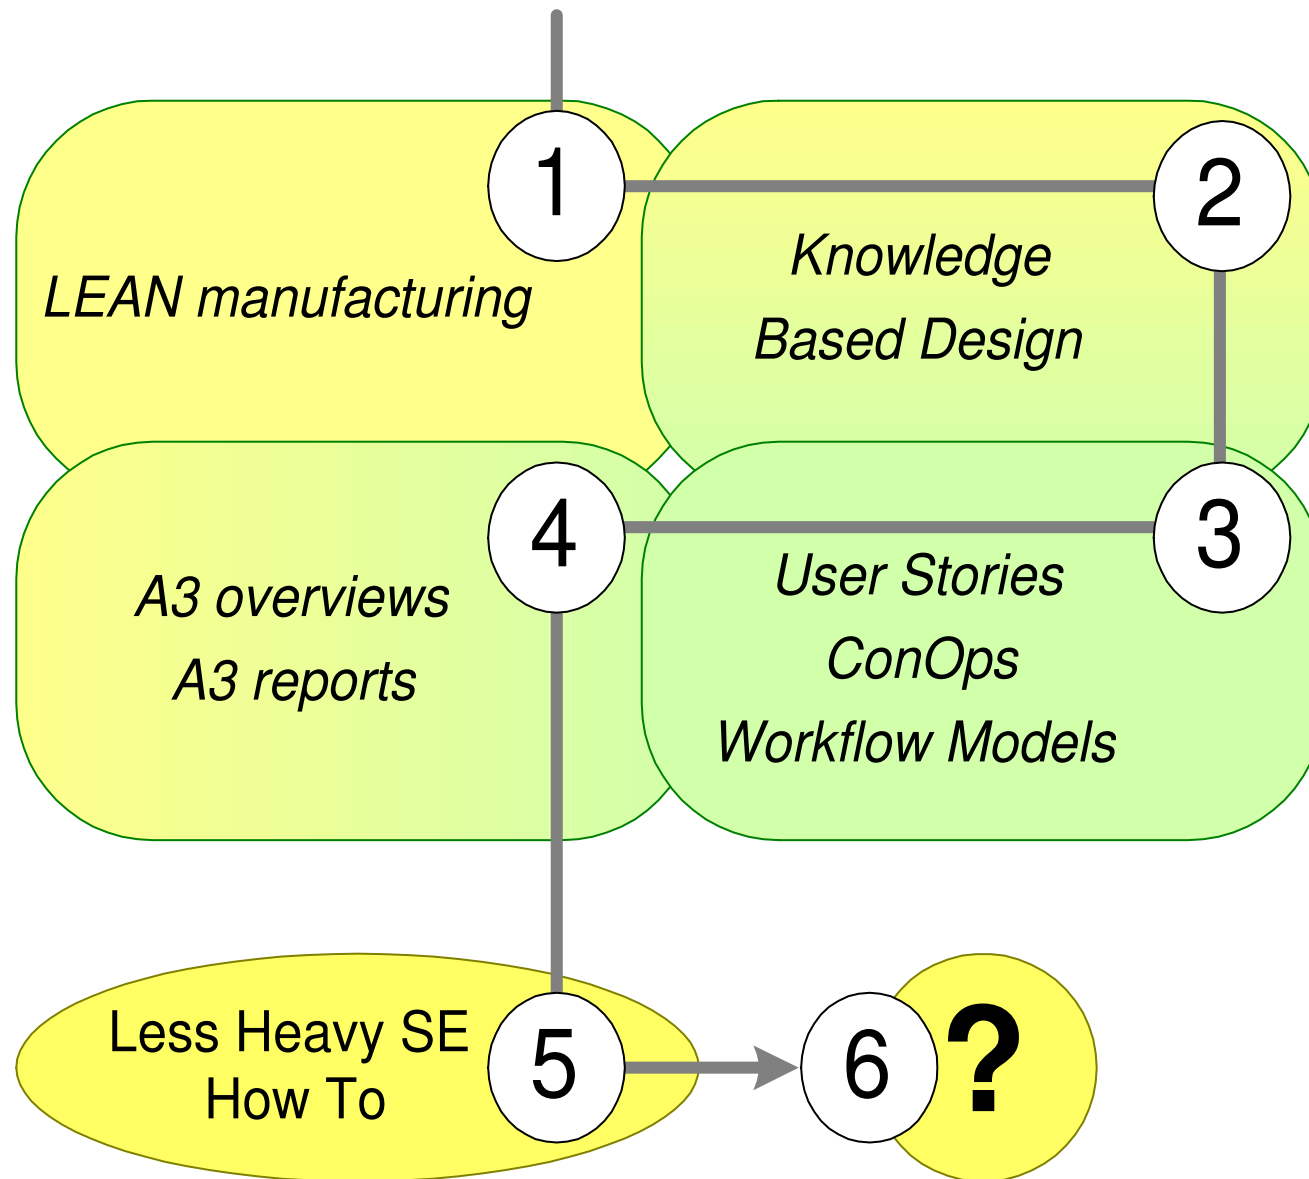 1
LEAN manufacturing
2
Knowledge
Based Design
3
User Stories
ConOps
Workflow Models
4
A3 overviews
A3 reports
5
Less Heavy SE
How To
6
?